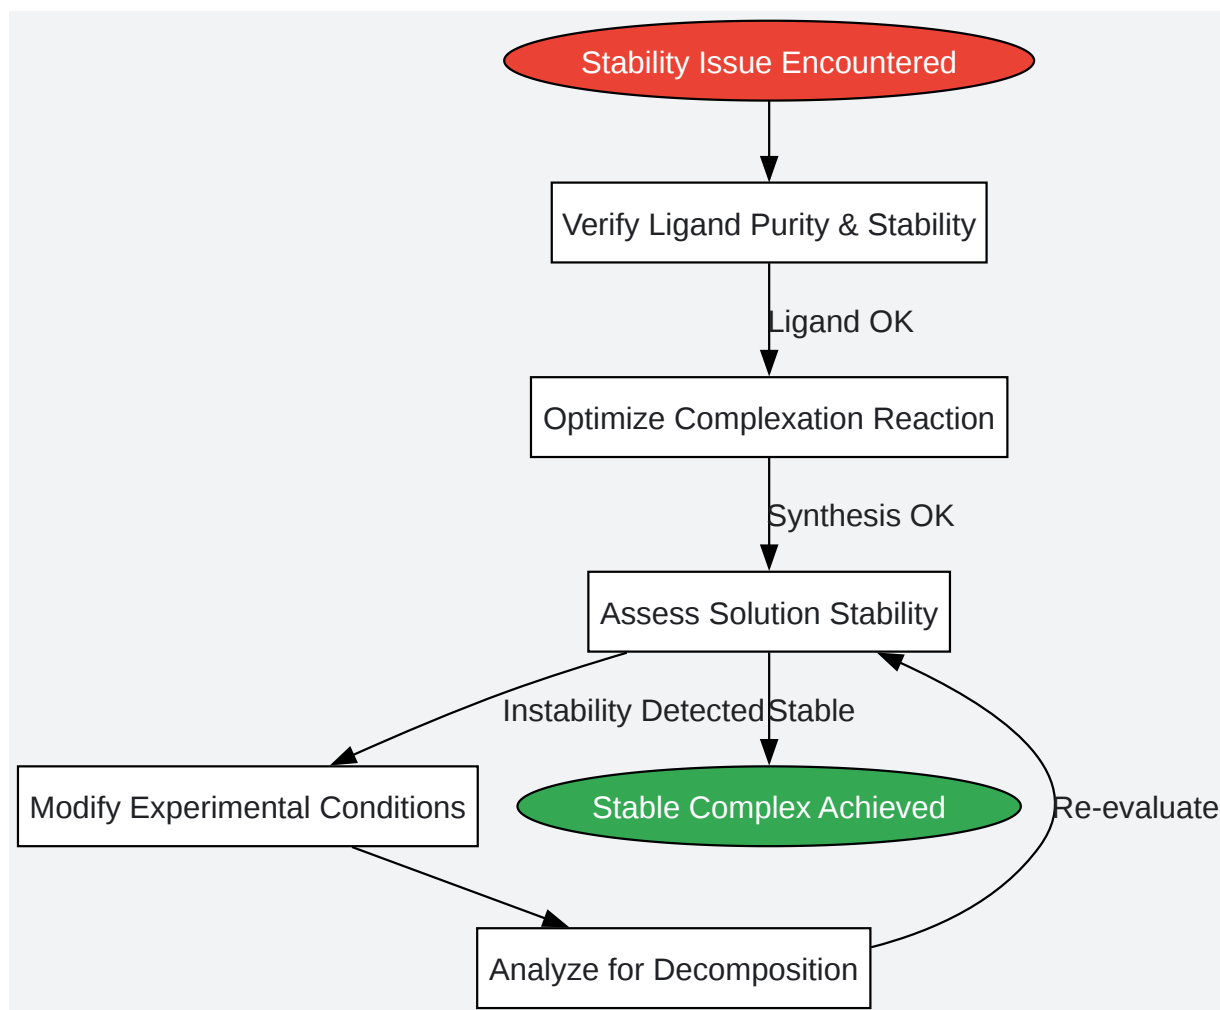 Stability Issue Encountered
Verify Ligand Purity & Stability
Ligand OK
Optimize Complexation Reaction
Synthesis OK
Assess Solution Stability
Instability Detected
Stable
Modify Experimental Conditions
Stable Complex Achieved
Re-evaluate
Analyze for Decomposition